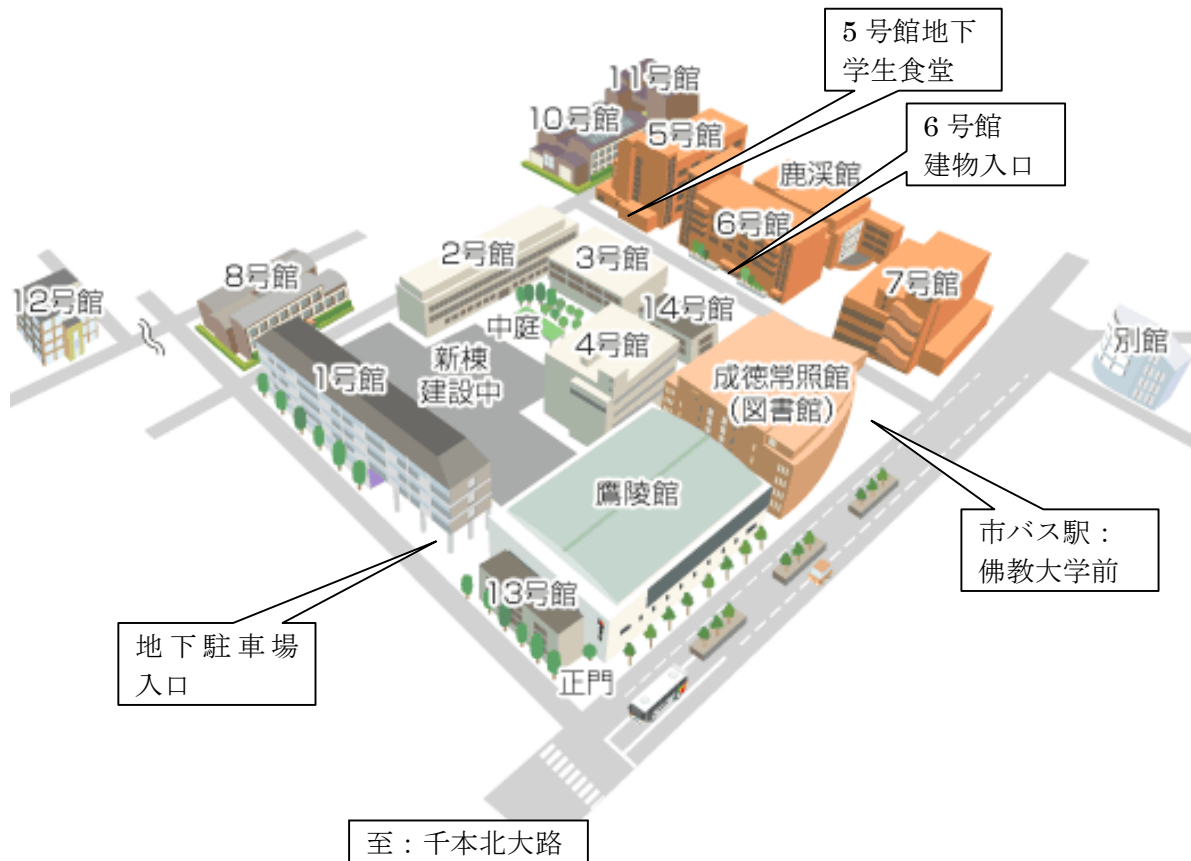 5 号館地下
学生食堂
11号館
10号館
5号館
6 号館
建物入口
鹿渓館
6号館
2号館
3号館
8号館
7号館
12号館
14号館
中庭
別館
新棟
建設中
4号館
1号館
成徳常照館
(図書館)
鷹陵館
市バス駅：
佛教大学前
13号館
地下駐車場
入口
正門
至：千本北大路